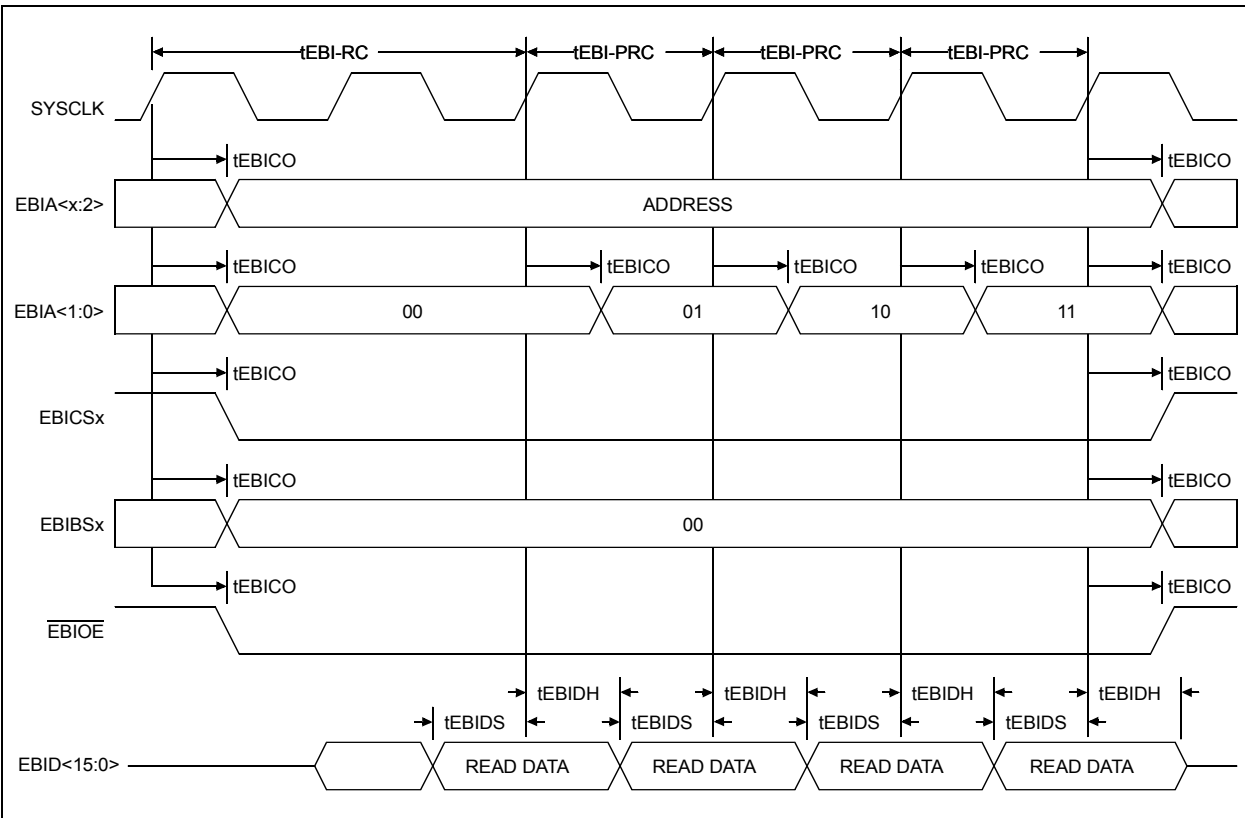 tEBI-RC tEBI-PRC tEBI-PRC tEBI-PRC
SYSCLK
tEBICO tEBICO
EBIA<x:2> ADDRESS
tEBICO tEBICO tEBICO tEBICO tEBICO
EBIA<1:0> 00 01 10 11
tEBICO tEBICO
EBICSx
tEBICO tEBICO
EBIBSx 00
tEBICO tEBICO
EBIOE
tEBIDH tEBIDH tEBIDH tEBIDH
tEBIDS tEBIDS tEBIDS tEBIDS
EBID<15:0> READ DATA READ DATA READ DATA READ DATA